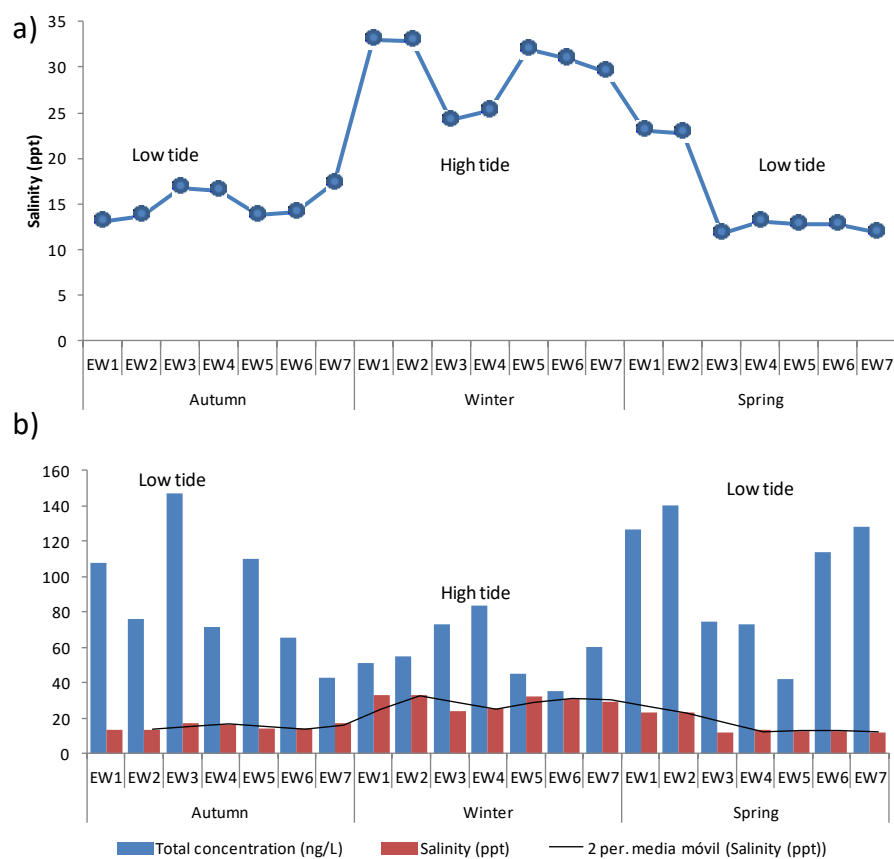 a)
35
30
25
20
15
10
5
0
Salinity (ppt)
Low tide
High tide
Low tide
EW1 EW2 EW3 EW4 EW5 EW6 EW7 EW1 EW2 EW3 EW4 EW5 EW6 EW7 EW1 EW2 EW3 EW4 EW5 EW6 EW7
Autumn Winter Spring
b)
160
140
120
100
80
60
40
20
0
Low tide
High tide
Low tide
EW1 EW2 EW3 EW4 EW5 EW6 EW7 EW1 EW2 EW3 EW4 EW5 EW6 EW7 EW1 EW2 EW3 EW4 EW5 EW6 EW7
Autumn Winter Spring
Total concentration (ng/L) Salinity (ppt) 2 per. media móvil (Salinity (ppt))